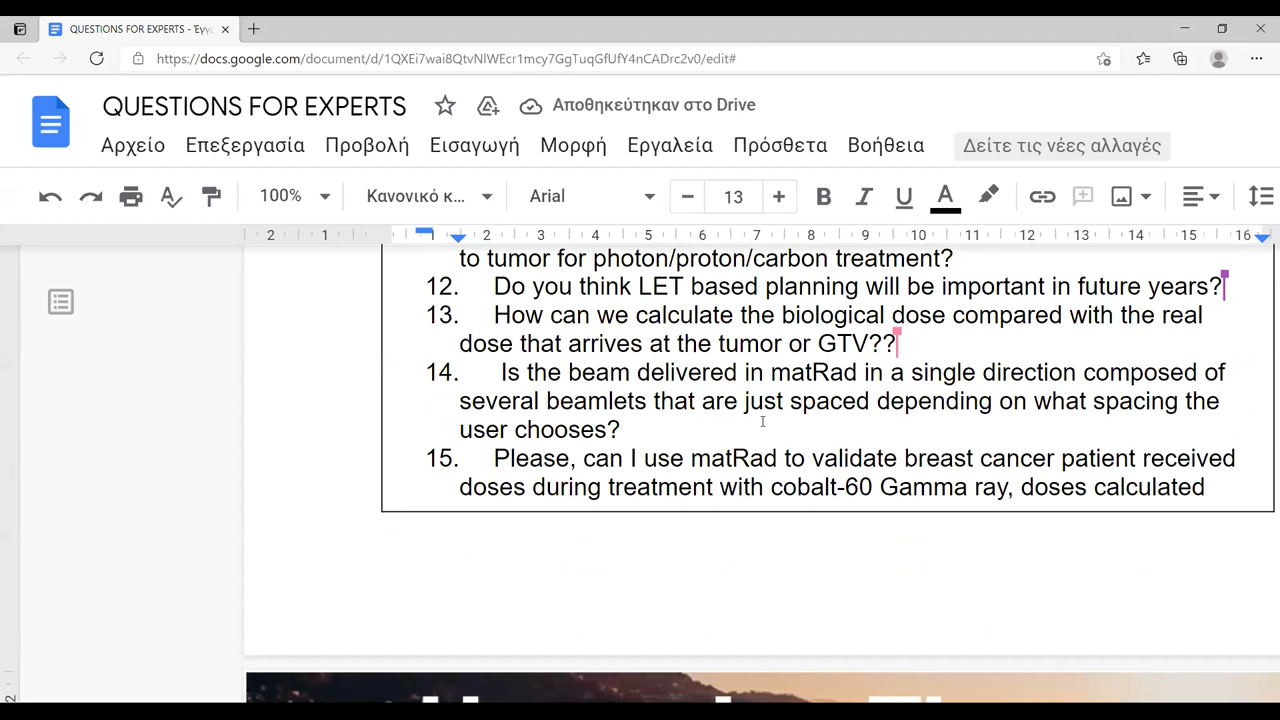 QUESTIONS FOR EXPERTS - Έγγ
https://docs.google.com/document/d/1QXEi7wai8QtvNlWEcr1mcy7GgTuqGfUfY4nCADrc2v0/edit#
QUESTIONS FOR EXPERTS Αποθηκεύτηκαν στο Drive
Αρχείο Επεξεργασία Προβολή Εισαγωγή Μορφή Εργαλεία Πρόσθετα Βοήθεια Δείτε τις νέες αλλαγές
100% Κανονικό κ... Arial 13 B I U A
2 1 1 2 3 4 5 6 7 8 9 10 11 12 13 14 15 16
to tumor for photon/proton/carbon treatment?
12. Do you think LET based planning will be important in future years?
13. How can we calculate the biological dose compared with the real
dose that arrives at the tumor or GTV??
14. Is the beam delivered in matRad in a single direction composed of
several beamlets that are just spaced depending on what spacing the
user chooses?
15. Please, can I use matRad to validate breast cancer patient received
doses during treatment with cobalt-60 Gamma ray, doses calculated
2